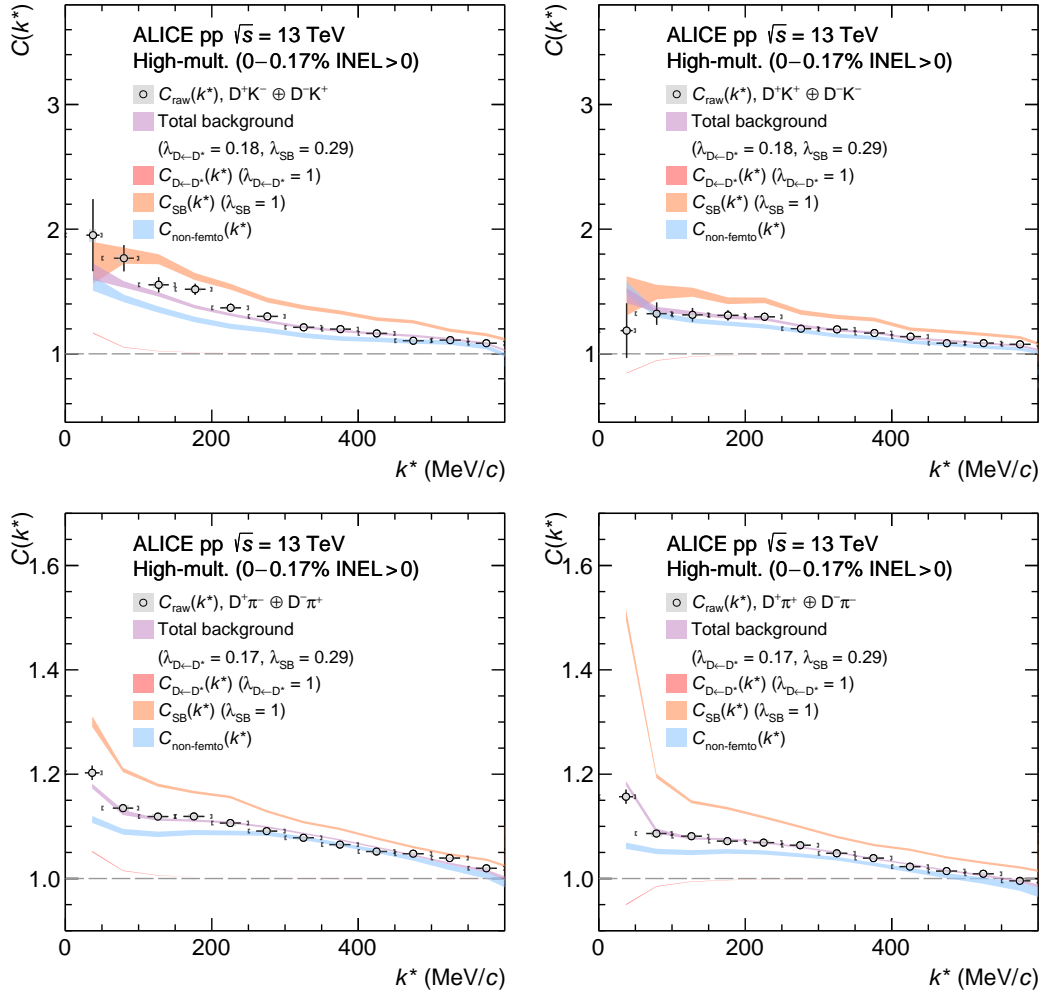 C(k*)
3
2
1
ALICE pp √s = 13 TeV
High-mult. (0−0.17% INEL>0)
C_raw(k*), D⁺K⁻ ⊕ D⁻K⁺
Total background
(λ_D←D* = 0.18, λ_SB = 0.29)
C_D←D*(k*) (λ_D←D* = 1)
C_SB(k*) (λ_SB = 1)
C_non-femto(k*)
0 200 400
k* (MeV/c)
C(k*)
3
2
1
ALICE pp √s = 13 TeV
High-mult. (0−0.17% INEL>0)
C_raw(k*), D⁺K⁺ ⊕ D⁻K⁻
Total background
(λ_D←D* = 0.18, λ_SB = 0.29)
C_D←D*(k*) (λ_D←D* = 1)
C_SB(k*) (λ_SB = 1)
C_non-femto(k*)
0 200 400
k* (MeV/c)
C(k*)
1.6
1.4
1.2
1.0
ALICE pp √s = 13 TeV
High-mult. (0−0.17% INEL>0)
C_raw(k*), D⁺π⁻ ⊕ D⁻π⁺
Total background
(λ_D←D* = 0.17, λ_SB = 0.29)
C_D←D*(k*) (λ_D←D* = 1)
C_SB(k*) (λ_SB = 1)
C_non-femto(k*)
0 200 400
k* (MeV/c)
C(k*)
1.6
1.4
1.2
1.0
ALICE pp √s = 13 TeV
High-mult. (0−0.17% INEL>0)
C_raw(k*), D⁺π⁺ ⊕ D⁻π⁻
Total background
(λ_D←D* = 0.17, λ_SB = 0.29)
C_D←D*(k*) (λ_D←D* = 1)
C_SB(k*) (λ_SB = 1)
C_non-femto(k*)
0 200 400
k* (MeV/c)